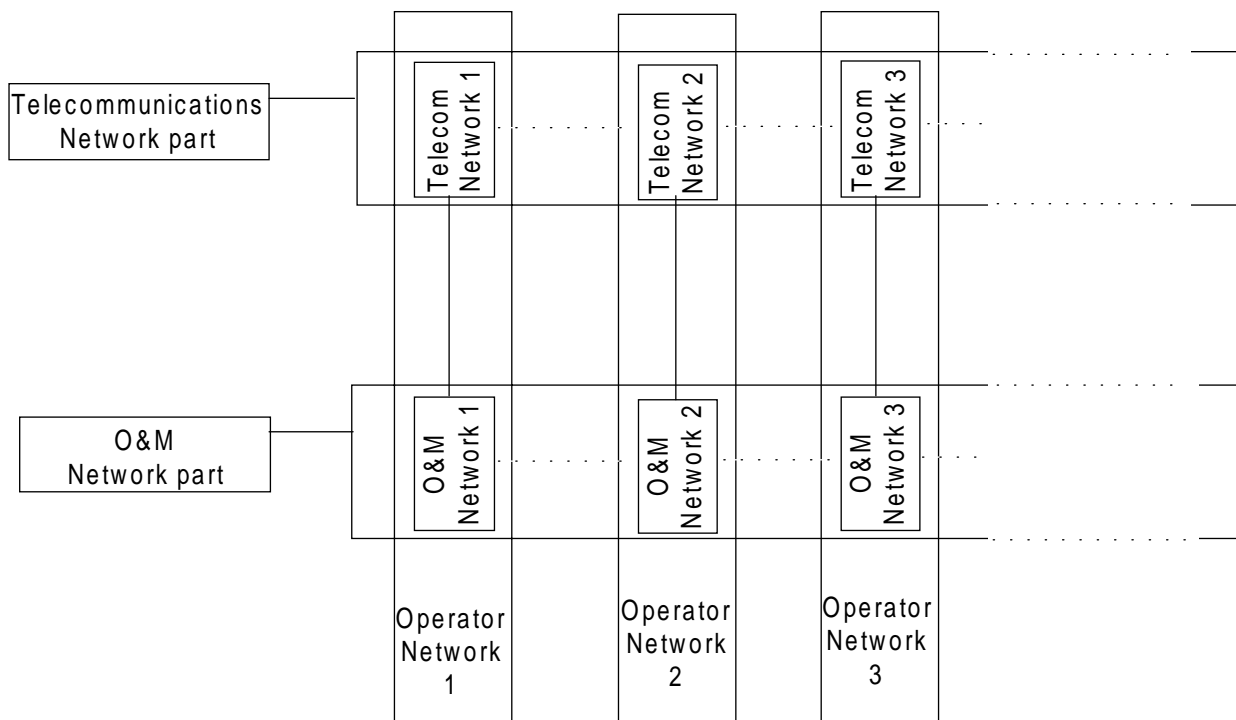 Telecommunications
Network part
Telecom
Network 1
Telecom
Network 2
Telecom
Network 3
O&M
Network part
O&M
Network 1
O&M
Network 2
O&M
Network 3
Operator
Network
1
Operator
Network
2
Operator
Network
3